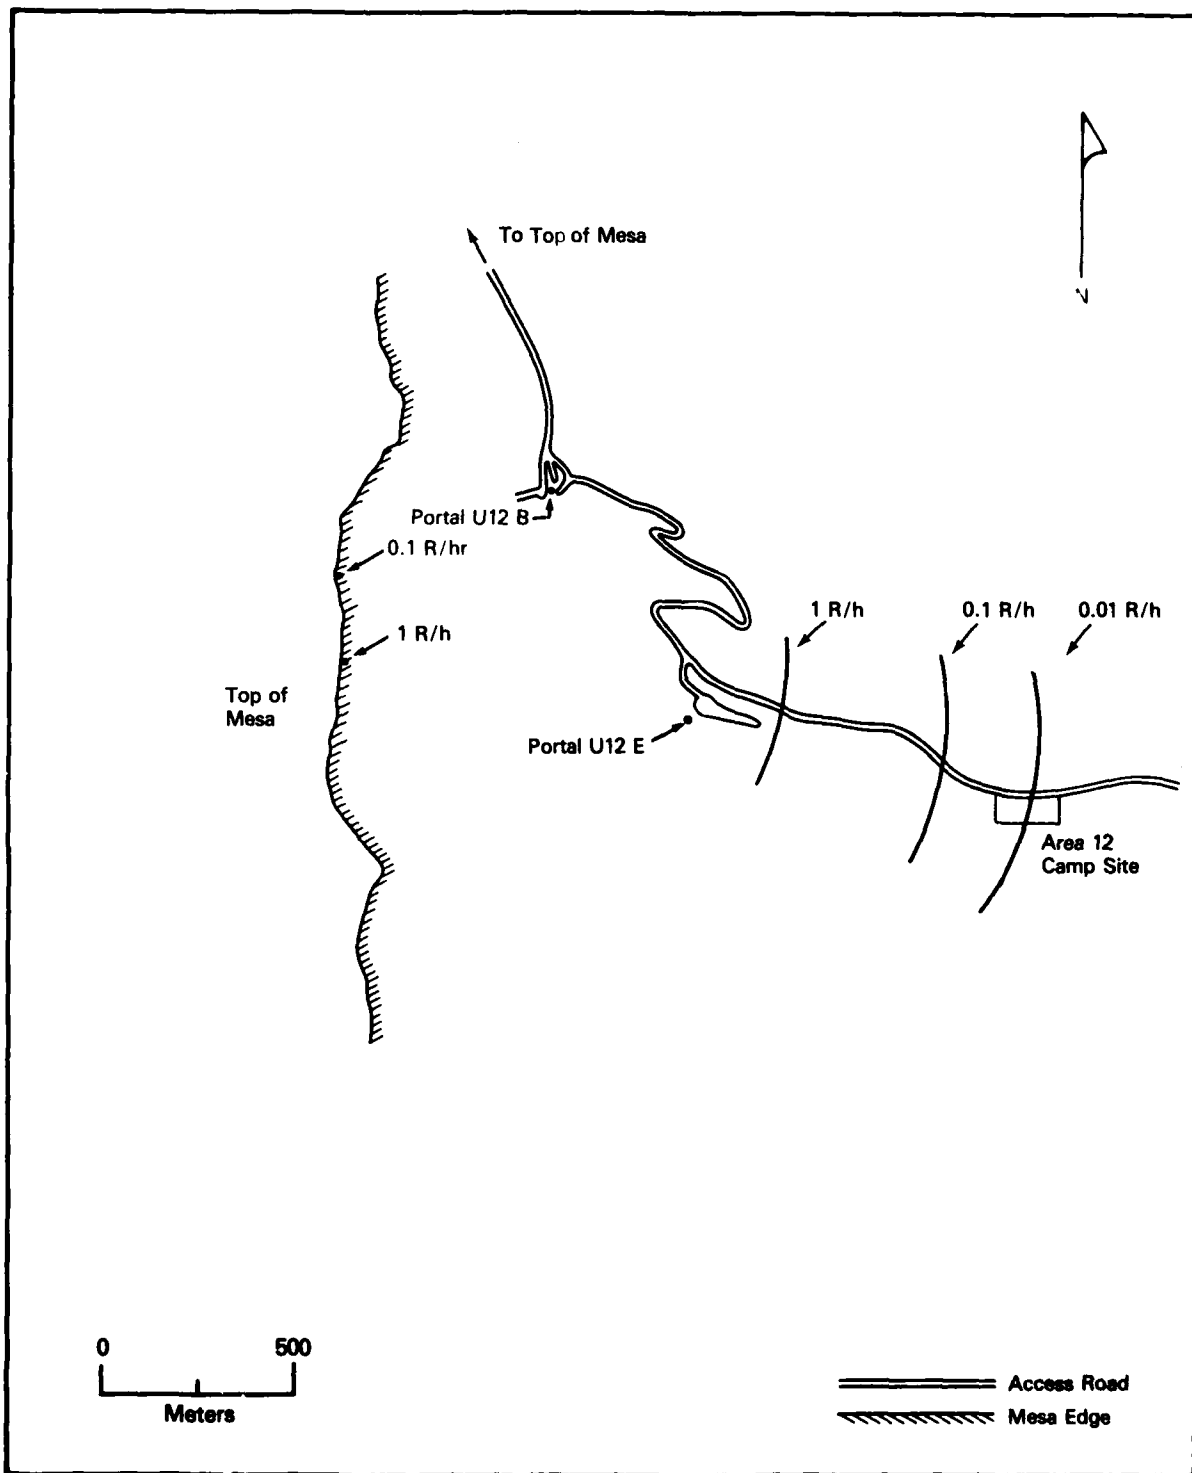 To Top of Mesa
N
Portal U12 B
0.1 R/hr
1 R/h
1 R/h
0.1 R/h
0.01 R/h
Top of
Mesa
Portal U12 E
Area 12
Camp Site
0
500
Meters
Access Road
Mesa Edge